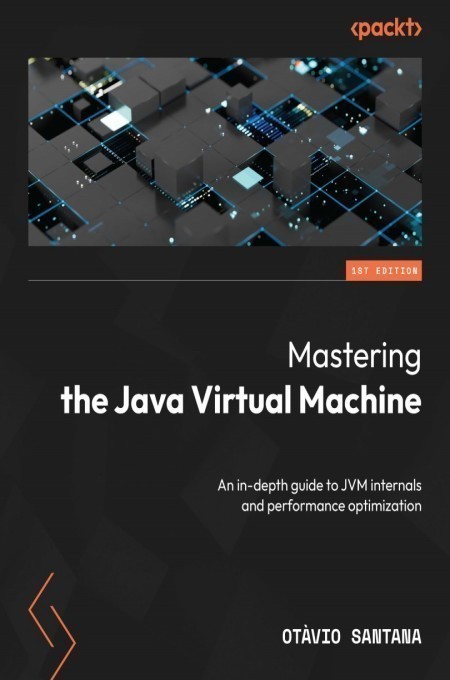 <packt>
1ST EDITION
Mastering
the Java Virtual Machine
An in-depth guide to JVM internals
and performance optimization
OTÀVIO SANTANA